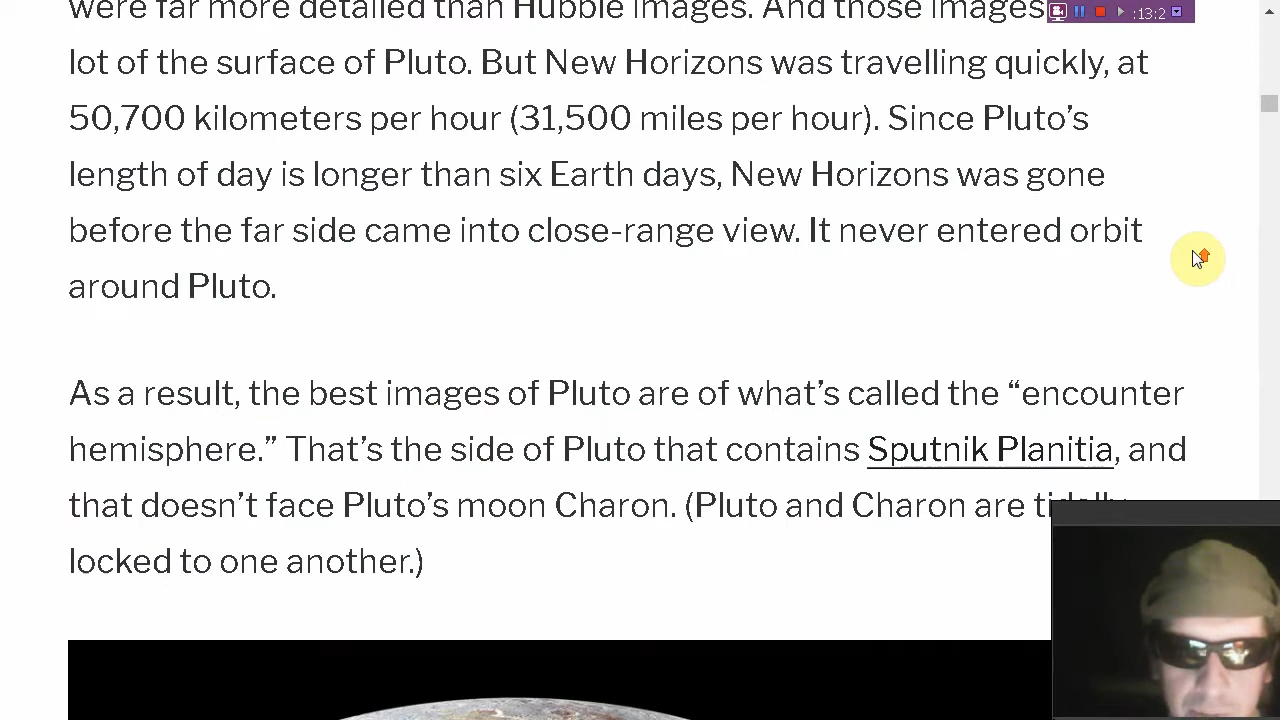 were far more detailed than Hubble images. And those images
:13:2
lot of the surface of Pluto. But New Horizons was travelling quickly, at
50,700 kilometers per hour (31,500 miles per hour). Since Pluto’s
length of day is longer than six Earth days, New Horizons was gone
before the far side came into close-range view. It never entered orbit
around Pluto.
As a result, the best images of Pluto are of what’s called the “encounter
hemisphere.” That’s the side of Pluto that contains Sputnik Planitia, and
that doesn’t face Pluto’s moon Charon. (Pluto and Charon are tidally
locked to one another.)